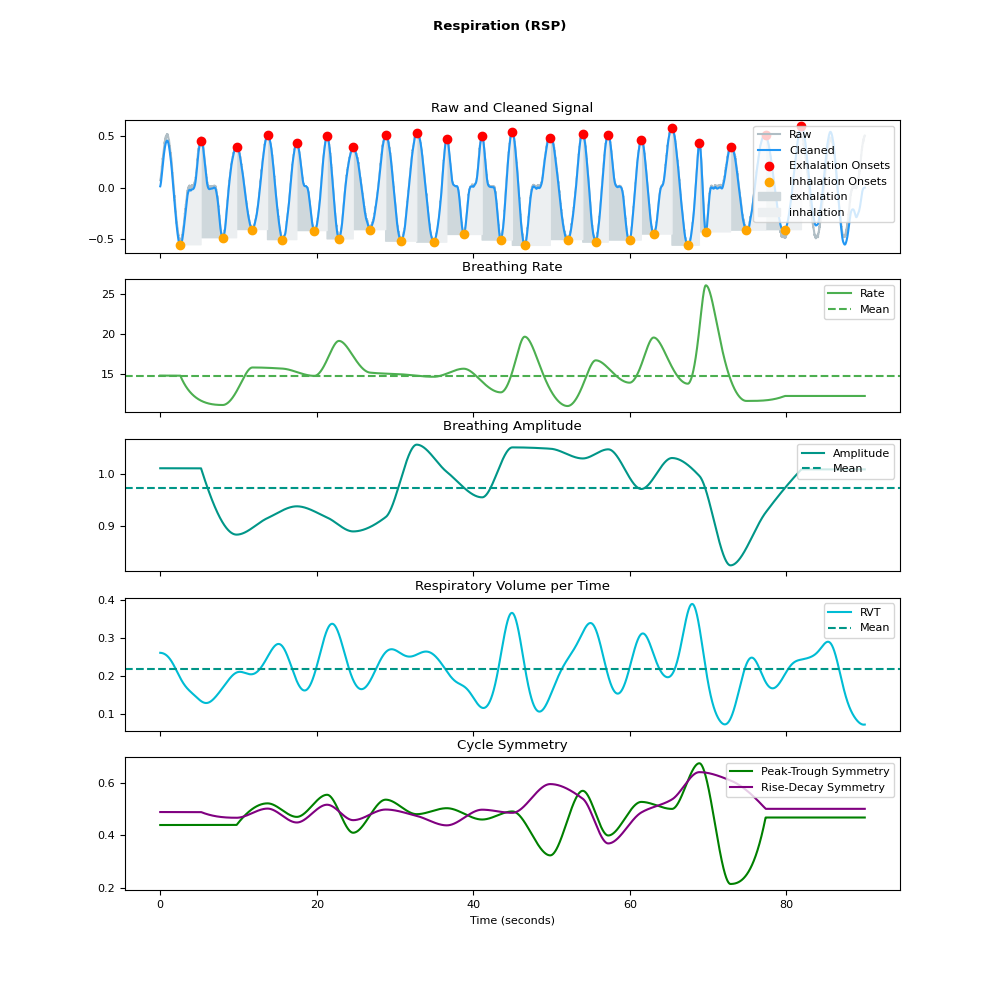 Respiration (RSP)
Raw and Cleaned Signal
0.5
0.0
−0.5
Raw
Cleaned
Exhalation Onsets
Inhalation Onsets
exhalation
inhalation
Breathing Rate
25
20
15
Rate
Mean
Breathing Amplitude
1.0
0.9
Amplitude
Mean
Respiratory Volume per Time
0.4
0.3
0.2
0.1
RVT
Mean
Cycle Symmetry
0.6
0.4
0.2
Peak-Trough Symmetry
Rise-Decay Symmetry
0 20 40 60 80
Time (seconds)